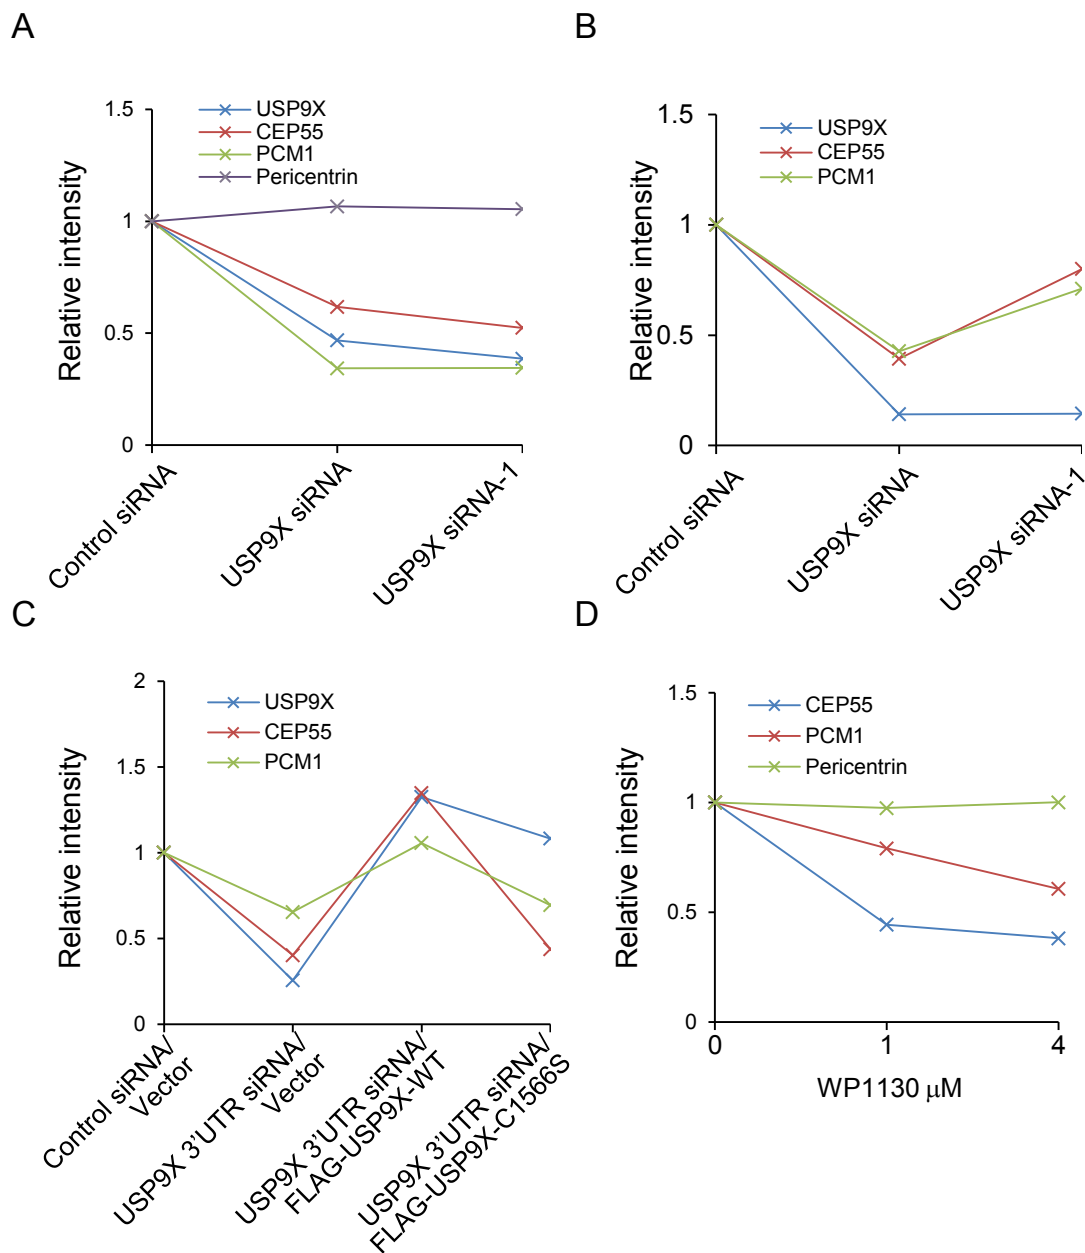 A
1.5
1
0.5
0
Relative intensity
USP9X
CEP55
PCM1
Pericentrin
Control siRNA
USP9X siRNA
USP9X siRNA-1
B
1.5
1
0.5
0
Relative intensity
USP9X
CEP55
PCM1
Control siRNA
USP9X siRNA
USP9X siRNA-1
C
2
1.5
1
0.5
0
Relative intensity
USP9X
CEP55
PCM1
Control siRNA/
Vector
USP9X 3’UTR siRNA/
Vector
USP9X 3’UTR siRNA/
FLAG-USP9X-WT
USP9X 3’UTR siRNA/
FLAG-USP9X-C1566S
D
1.5
1
0.5
0
Relative intensity
CEP55
PCM1
Pericentrin
0
1
4
WP1130 μM